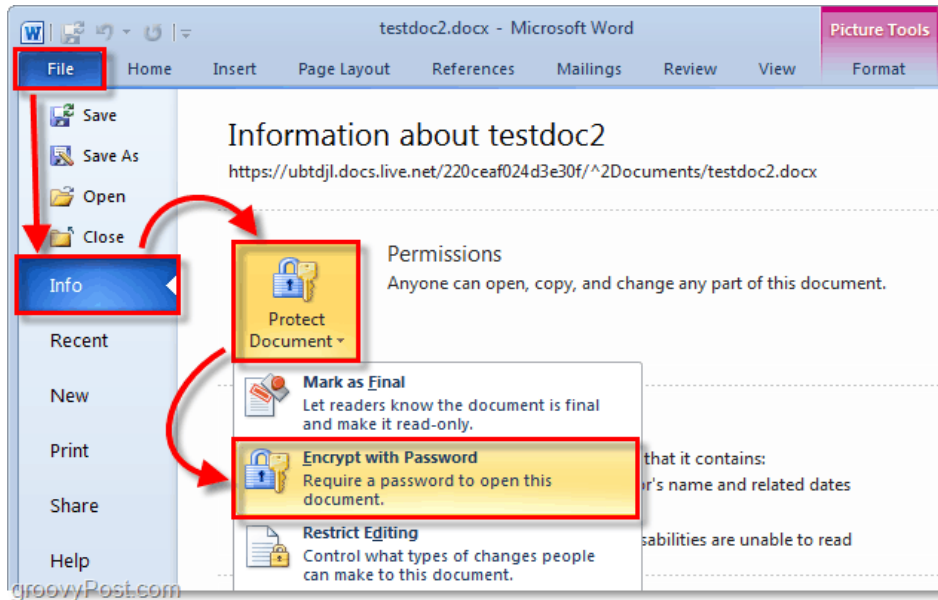 W
testdoc2.docx - Microsoft Word
Picture Tools
File Home Insert Page Layout References Mailings Review View Format
Save
Save As
Open
Close
Info
Recent
New
Print
Share
Help
Information about testdoc2
https://ubtdjl.docs.live.net/220ceaf024d3e30f/^2Documents/testdoc2.docx
Protect
Document
Permissions
Anyone can open, copy, and change any part of this document.
Mark as Final
Let readers know the document is final
and make it read-only.
Encrypt with Password
Require a password to open this
document.
Restrict Editing
Control what types of changes people
can make to this document.
that it contains:
r's name and related dates
sabilities are unable to read
groovyPost.com